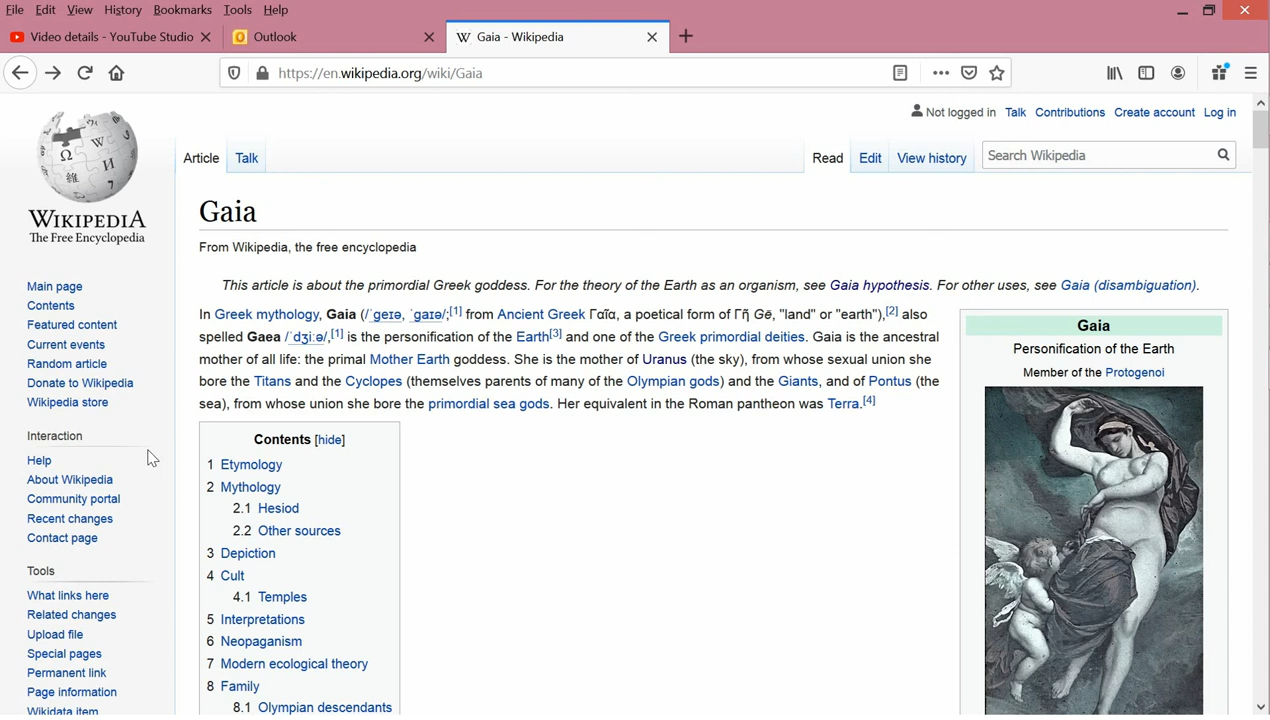 File Edit View History Bookmarks Tools Help
Video details - YouTube Studio
Outlook
Gaia - Wikipedia
https://en.wikipedia.org/wiki/Gaia
Not logged in Talk Contributions Create account Log in
Article Talk
Read Edit View history
Search Wikipedia
WIKIPEDIA
The Free Encyclopedia
Main page
Contents
Featured content
Current events
Random article
Donate to Wikipedia
Wikipedia store
Interaction
Help
About Wikipedia
Community portal
Recent changes
Contact page
Tools
What links here
Related changes
Upload file
Special pages
Permanent link
Page information
Wikidata item
Gaia
From Wikipedia, the free encyclopedia
This article is about the primordial Greek goddess. For the theory of the Earth as an organism, see Gaia hypothesis. For other uses, see Gaia (disambiguation).
In Greek mythology, Gaia (/ˈɡeɪə, ˈɡaɪə/;[1] from Ancient Greek Γαῖα, a poetical form of Γῆ Gē, "land" or "earth"),[2] also
spelled Gaea /ˈdʒiːə/,[1] is the personification of the Earth[3] and one of the Greek primordial deities. Gaia is the ancestral
mother of all life: the primal Mother Earth goddess. She is the mother of Uranus (the sky), from whose sexual union she
bore the Titans and the Cyclopes (themselves parents of many of the Olympian gods) and the Giants, and of Pontus (the
sea), from whose union she bore the primordial sea gods. Her equivalent in the Roman pantheon was Terra.[4]
Contents [hide]
1 Etymology
2 Mythology
2.1 Hesiod
2.2 Other sources
3 Depiction
4 Cult
4.1 Temples
5 Interpretations
6 Neopaganism
7 Modern ecological theory
8 Family
8.1 Olympian descendants
Gaia
Personification of the Earth
Member of the Protogenoi